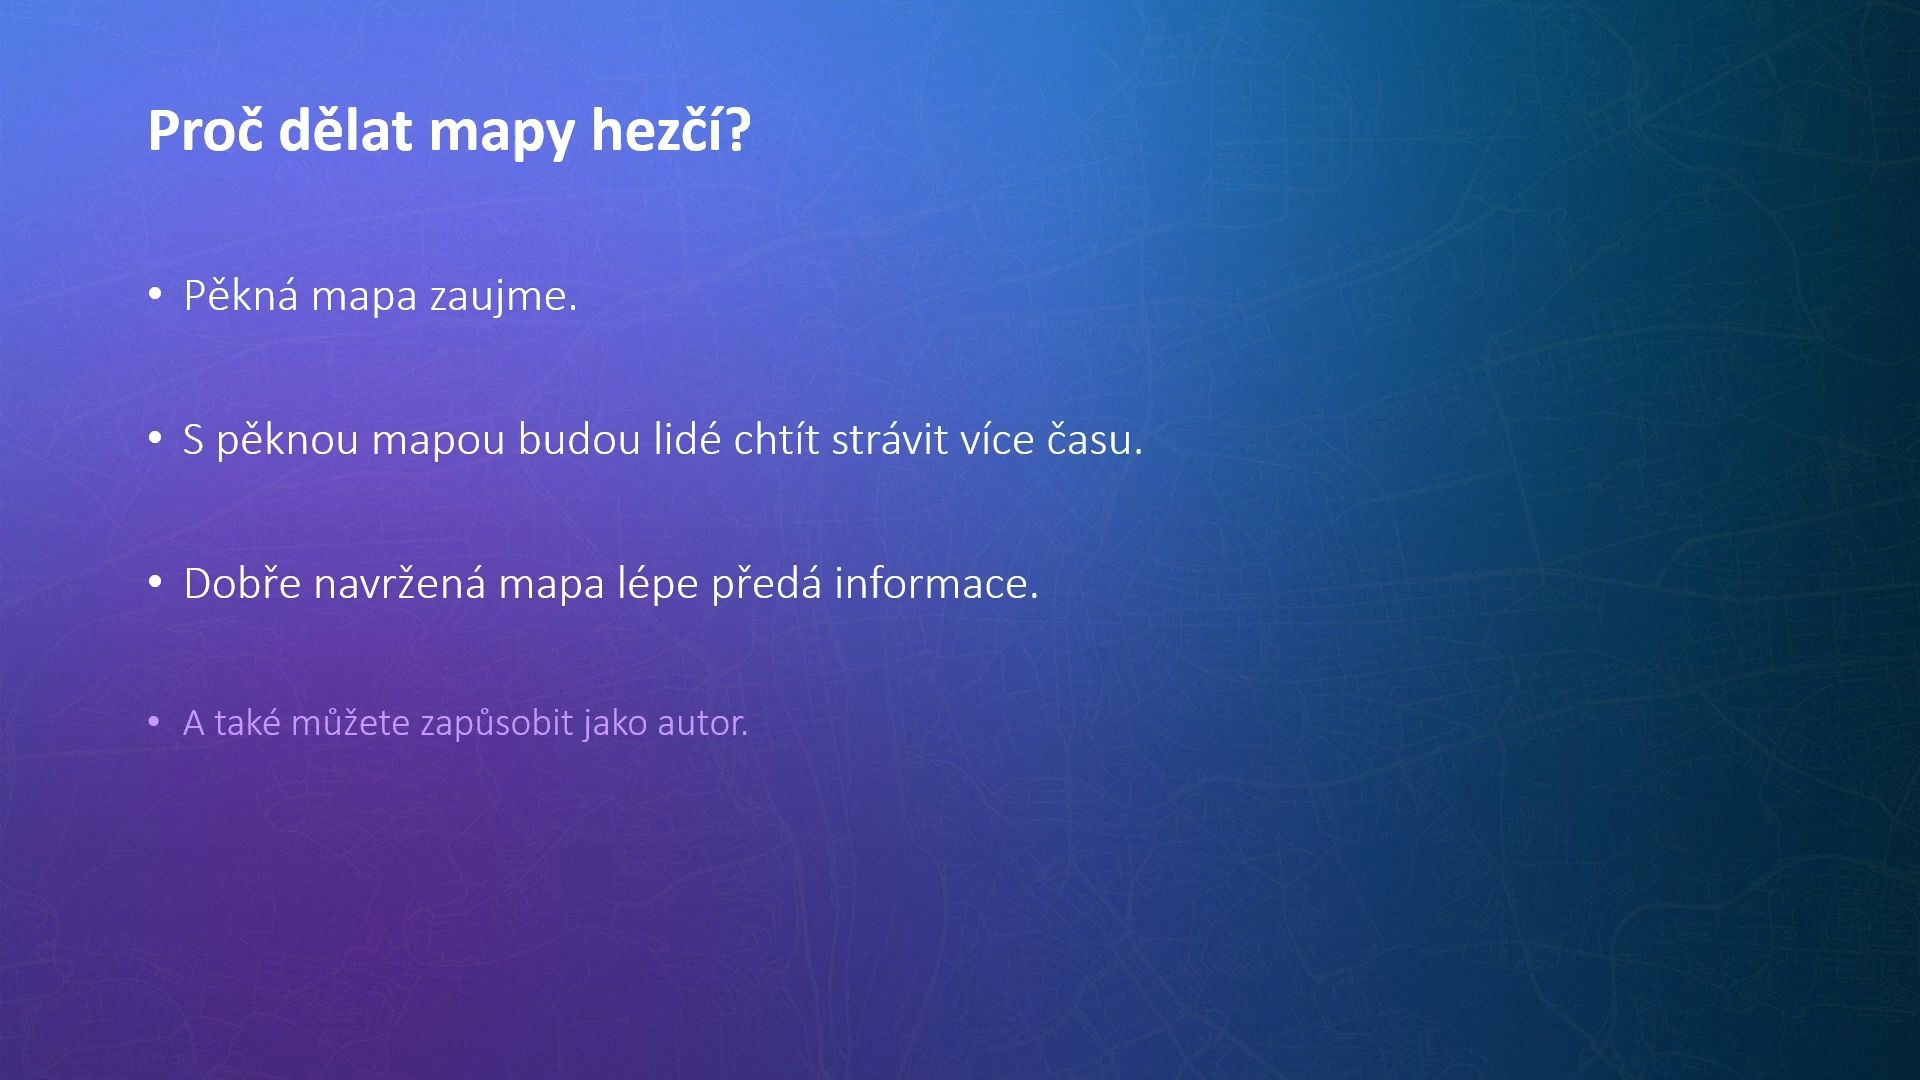 Proč dělat mapy hezčí?
• Pěkná mapa zaujme.
• S pěknou mapou budou lidé chtít strávit více času.
• Dobře navržená mapa lépe předá informace.
• A také můžete zapůsobit jako autor.